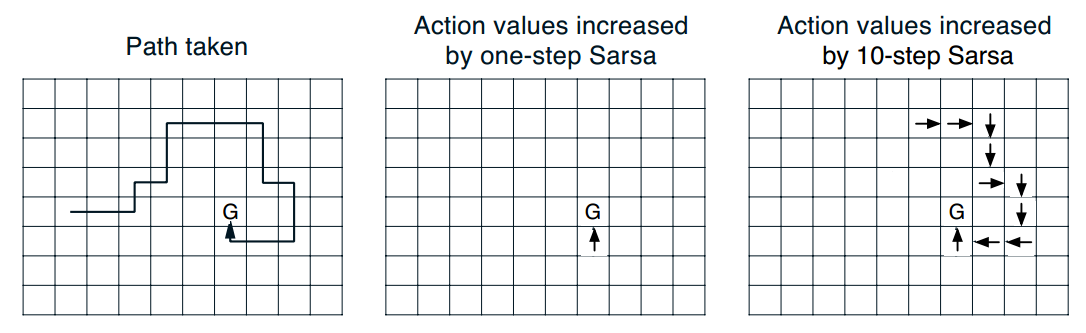 Path taken
Action values increased
by one-step Sarsa
Action values increased
by 10-step Sarsa
G
G
G